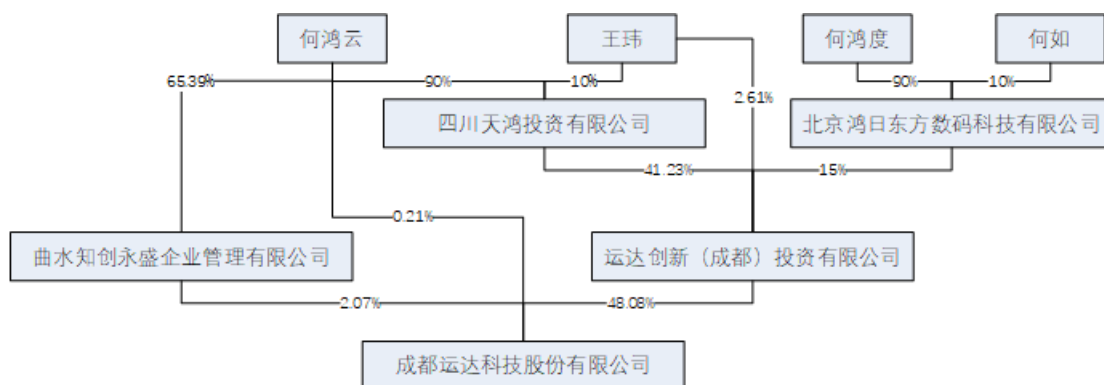 何鸿云
王玮
何鸿度
何如
65.39%
90%
10%
2.61%
90%
10%
四川天鸿投资有限公司
北京鸿日东方数码科技有限公司
41.23%
15%
0.21%
曲水知创永盛企业管理有限公司
运达创新（成都）投资有限公司
2.07%
48.08%
成都运达科技股份有限公司